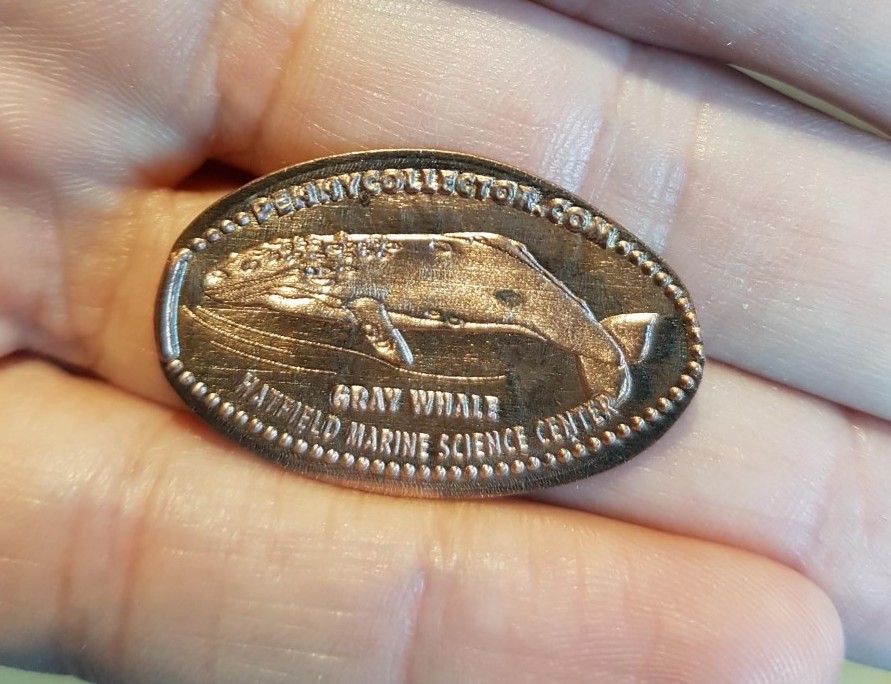 PENNYCOLLECTOR.COM
GRAY WHALE
HATFIELD MARINE SCIENCE CENTER